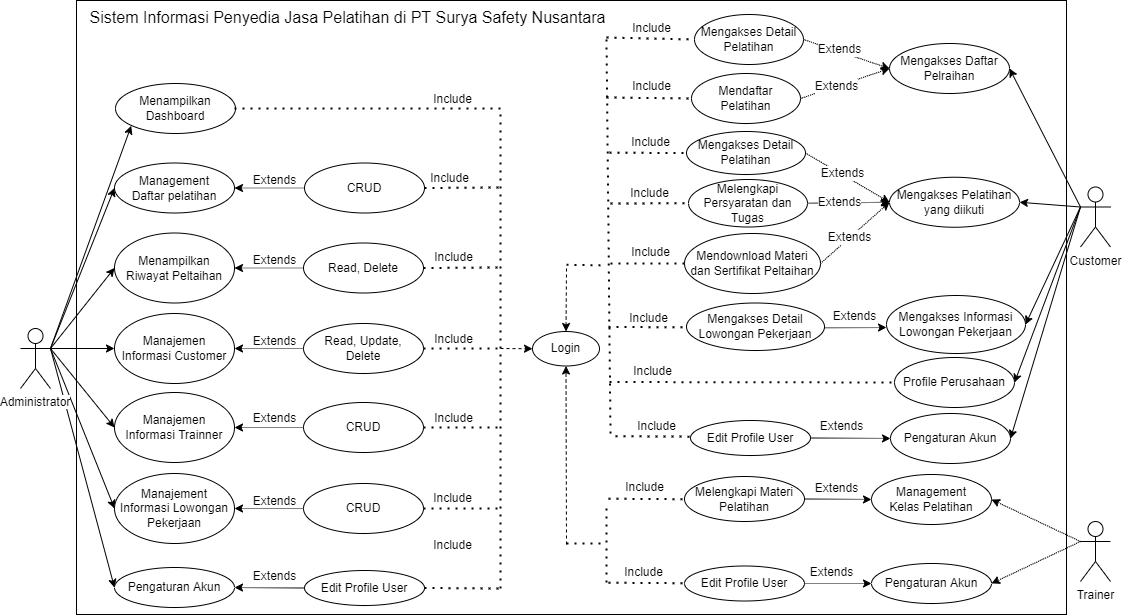 Sistem Informasi Penyedia Jasa Pelatihan di PT Surya Safety Nusantara
Menampilkan
Dashboard
Include
Management
Daftar pelatihan
Extends
CRUD
Include
Menampilkan
Riwayat Peltaihan
Extends
Read, Delete
Include
Manajemen
Informasi Customer
Extends
Read, Update,
Delete
Include
Manajemen
Informasi Trainner
Extends
CRUD
Include
Manajement
Informasi Lowongan
Pekerjaan
Extends
CRUD
Include
Include
Pengaturan Akun
Extends
Edit Profile User
Administrator
Login
Include
Mengakses Detail
Pelatihan
Extends
Mengakses Daftar
Pelraihan
Include
Mendaftar
Pelatihan
Extends
Include
Mengakses Detail
Pelatihan
Extends
Include
Melengkapi
Persyaratan dan
Tugas
Extends
Mengakses Pelatihan
yang diikuti
Include
Mendownload Materi
dan Sertifikat Peltaihan
Extends
Include
Mengakses Detail
Lowongan Pekerjaan
Extends
Mengakses Informasi
Lowongan Pekerjaan
Include
Profile Perusahaan
Include
Edit Profile User
Extends
Pengaturan Akun
Customer
Include
Melengkapi Materi
Pelatihan
Extends
Management
Kelas Pelatihan
Include
Edit Profile User
Extends
Pengaturan Akun
Trainer